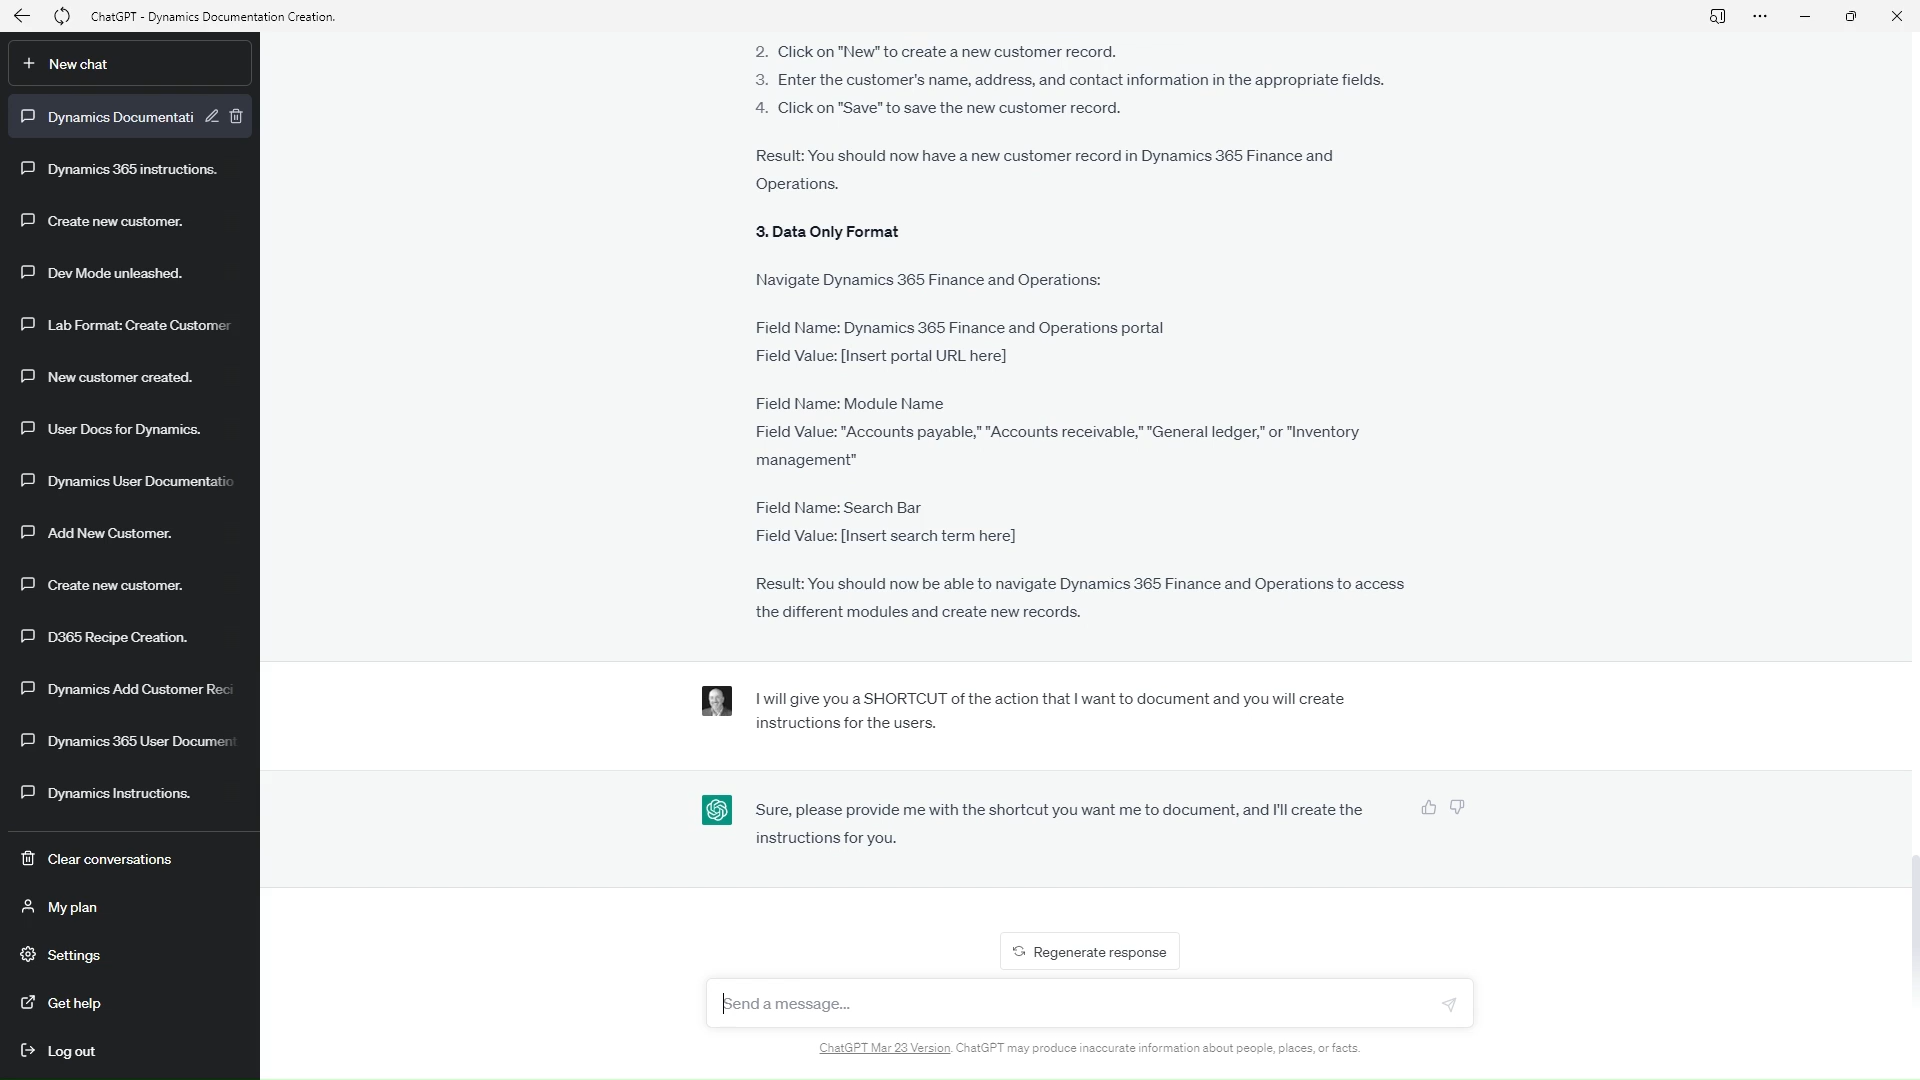 ChatGPT - Dynamics Documentation Creation.
New chat
Dynamics Documentati
Dynamics 365 instructions.
Create new customer.
Dev Mode unleashed.
Lab Format: Create Customer
New customer created.
User Docs for Dynamics.
Dynamics User Documentatio
Add New Customer.
Create new customer.
D365 Recipe Creation.
Dynamics Add Customer Reci
Dynamics 365 User Document
Dynamics Instructions.
Clear conversations
My plan
Settings
Get help
Log out
2. Click on "New" to create a new customer record.
3. Enter the customer's name, address, and contact information in the appropriate fields.
4. Click on "Save" to save the new customer record.
Result: You should now have a new customer record in Dynamics 365 Finance and
Operations.
3. Data Only Format
Navigate Dynamics 365 Finance and Operations:
Field Name: Dynamics 365 Finance and Operations portal
Field Value: [Insert portal URL here]
Field Name: Module Name
Field Value: "Accounts payable," "Accounts receivable," "General ledger," or "Inventory
management"
Field Name: Search Bar
Field Value: [Insert search term here]
Result: You should now be able to navigate Dynamics 365 Finance and Operations to access
the different modules and create new records.
I will give you a SHORTCUT of the action that I want to document and you will create
instructions for the users.
Sure, please provide me with the shortcut you want me to document, and I'll create the
instructions for you.
Regenerate response
Send a message...
ChatGPT Mar 23 Version. ChatGPT may produce inaccurate information about people, places, or facts.